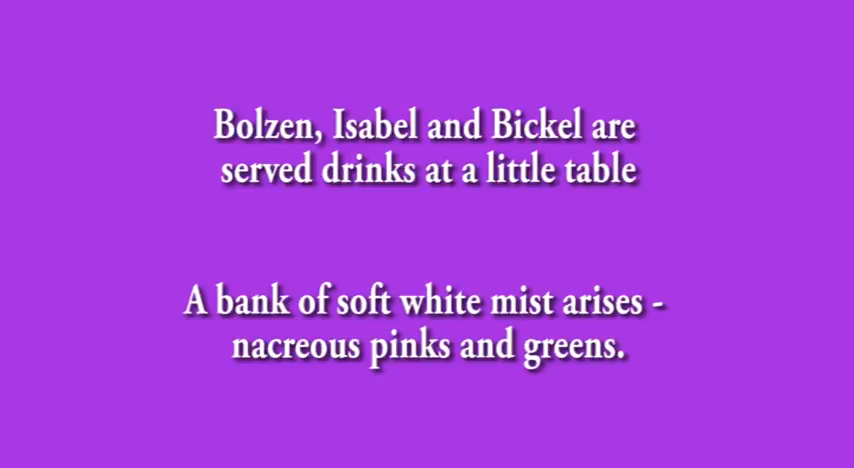 Bolzen, Isabel and Bickel are
served drinks at a little table
A bank of soft white mist arises -
nacreous pinks and greens.